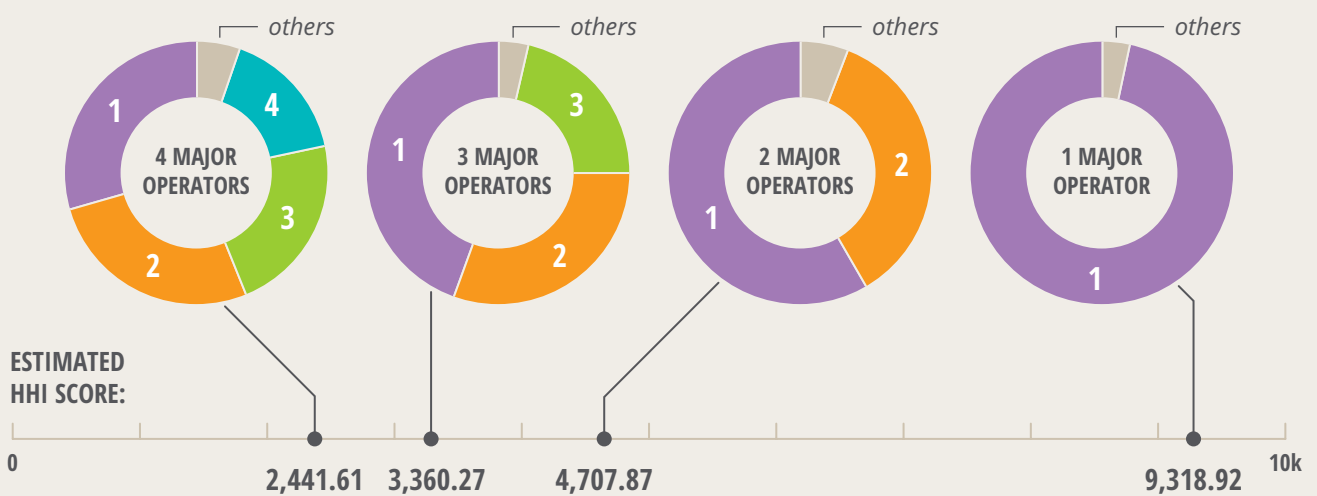 others
1
4
3
2
4 MAJOR
OPERATORS
others
1
3
2
3 MAJOR
OPERATORS
others
1
2
2 MAJOR
OPERATORS
others
1
1 MAJOR
OPERATOR
ESTIMATED
HHI SCORE:
0
2,441.61
3,360.27
4,707.87
9,318.92
10k